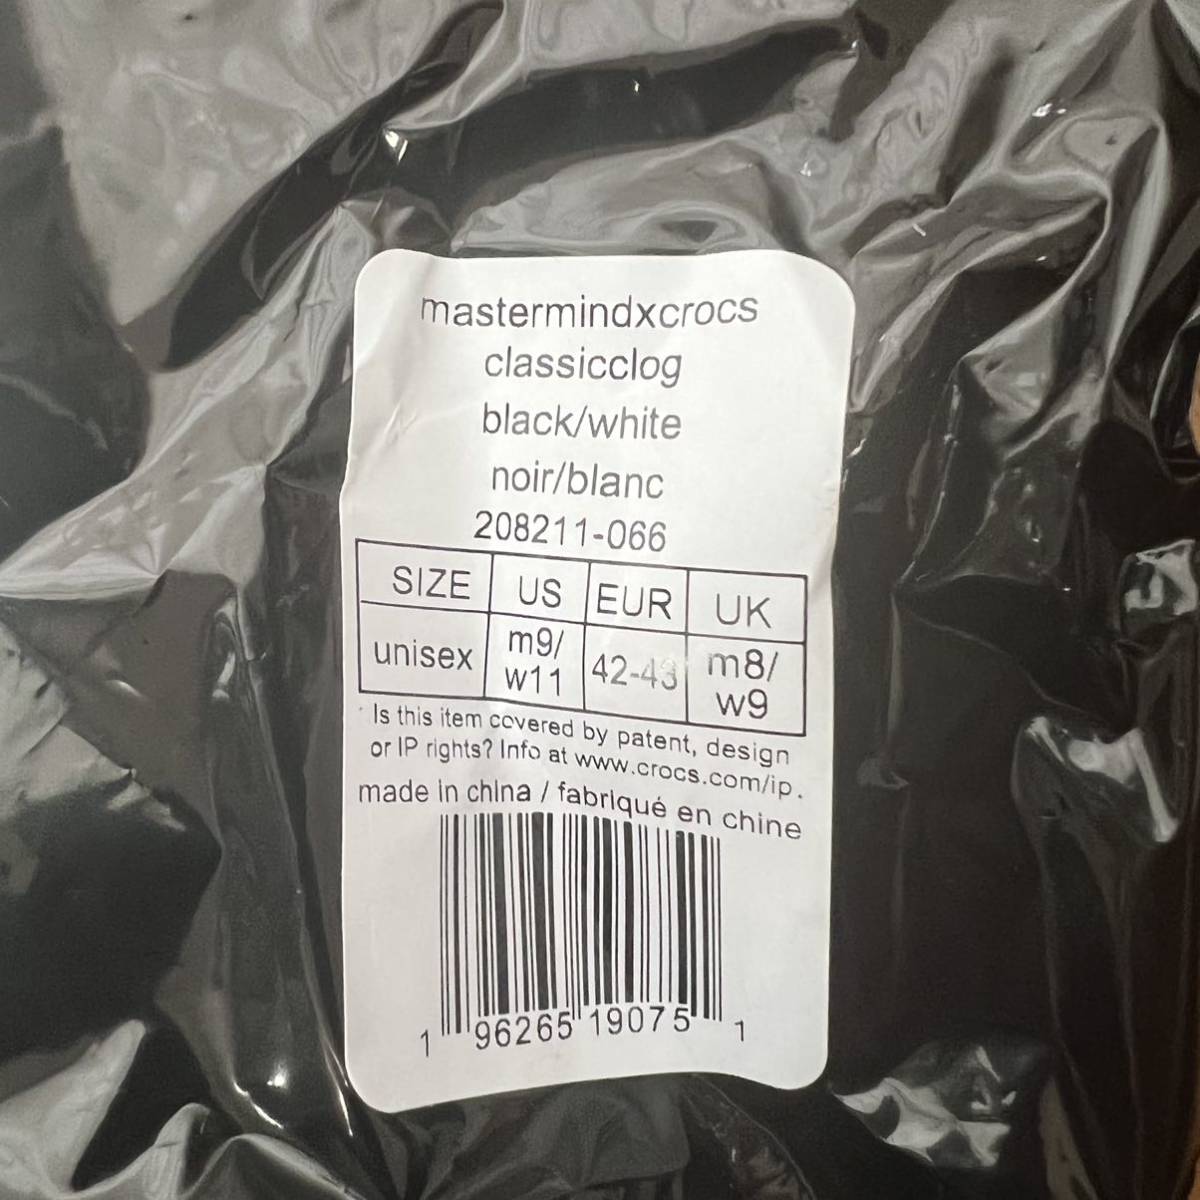 mastermindxcrocs
classicclog
black/white
noir/blanc
208211-066
SIZE US EUR UK
unisex m9/ w11 42-43 m8/ w9
Is this item covered by patent, design
or IP rights? Info at www.crocs.com/ip.
made in china / fabriqué en chine
1 96265 19075 1